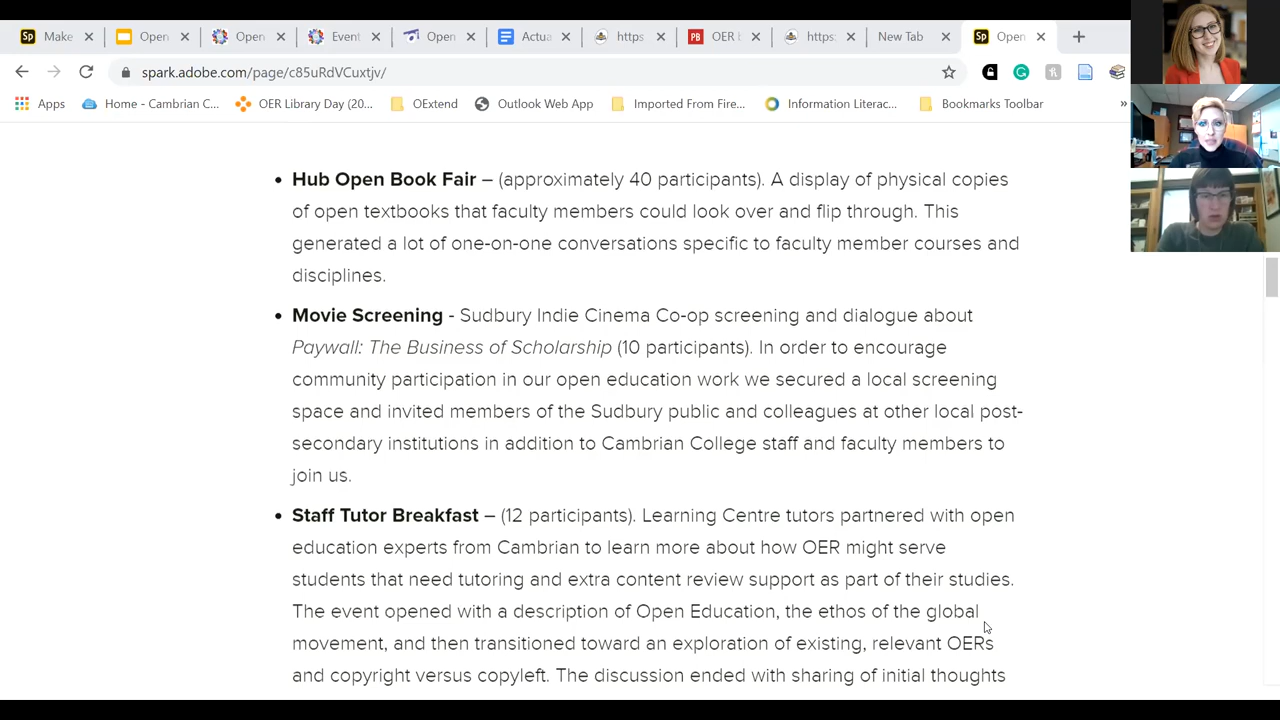 Make
Open
Open
Event
Open
Actua
https
OER b
https:
New Tab
Open
spark.adobe.com/page/c85uRdVCuxtjv/
Apps
Home - Cambrian C...
OER Library Day (20...
OExtend
Outlook Web App
Imported From Fire...
Information Literac...
Bookmarks Toolbar
»
• Hub Open Book Fair – (approximately 40 participants). A display of physical copies
of open textbooks that faculty members could look over and flip through. This
generated a lot of one-on-one conversations specific to faculty member courses and
disciplines.
• Movie Screening - Sudbury Indie Cinema Co-op screening and dialogue about
Paywall: The Business of Scholarship (10 participants). In order to encourage
community participation in our open education work we secured a local screening
space and invited members of the Sudbury public and colleagues at other local post-
secondary institutions in addition to Cambrian College staff and faculty members to
join us.
• Staff Tutor Breakfast – (12 participants). Learning Centre tutors partnered with open
education experts from Cambrian to learn more about how OER might serve
students that need tutoring and extra content review support as part of their studies.
The event opened with a description of Open Education, the ethos of the global
movement, and then transitioned toward an exploration of existing, relevant OERs
and copyright versus copyleft. The discussion ended with sharing of initial thoughts